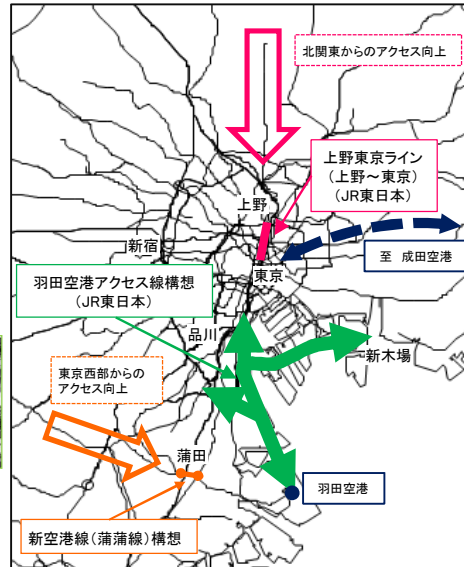 北関東からのアクセス向上
上野東京ライン
(上野~東京)
(JR東日本)
上野
新宿
至 成田空港
東京
羽田空港アクセス線構想
(JR東日本)
品川
新木場
東京西部からの
アクセス向上
蒲田
羽田空港
新空港線(蒲蒲線)構想